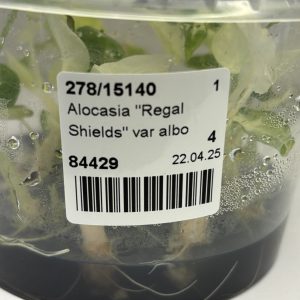 278/15140 1
Alocasia "Regal
Shields" var albo
4
84429 22.04.25